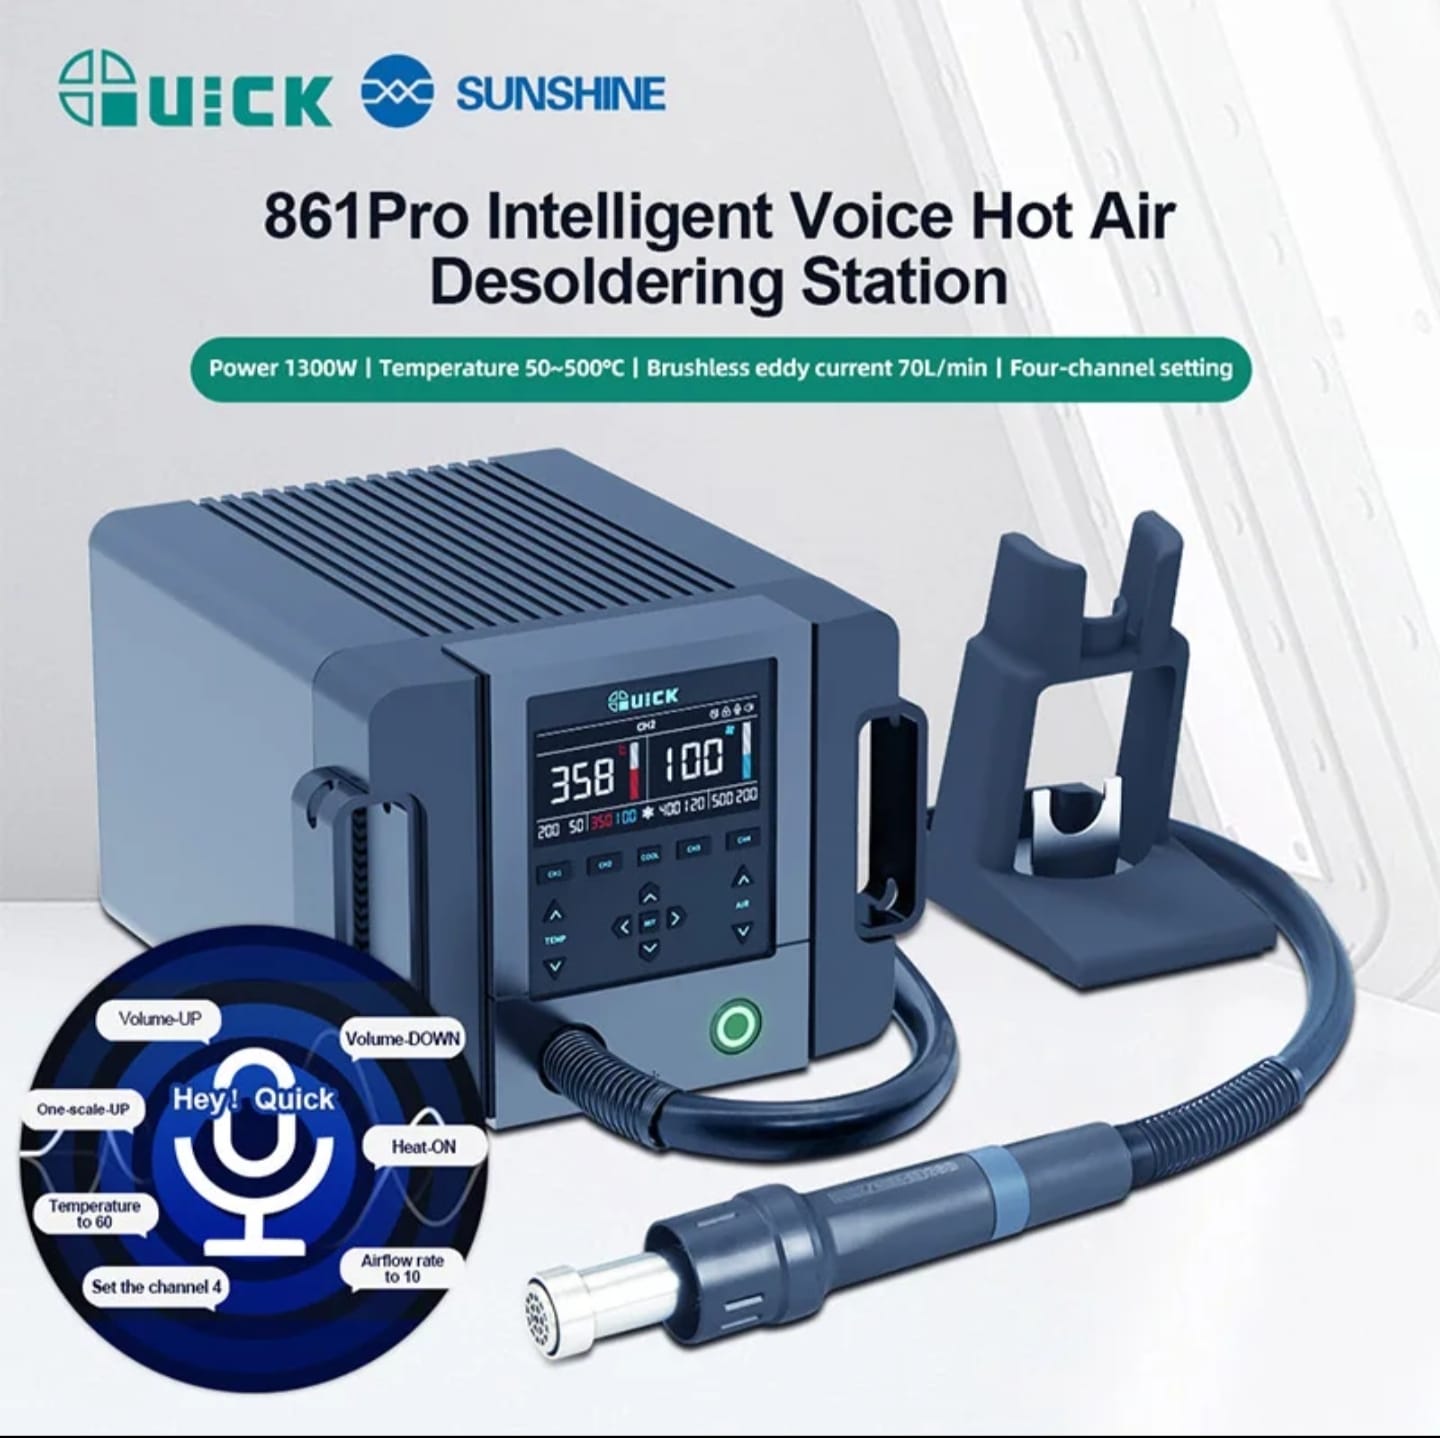 QUICK SUNSHINE
861Pro Intelligent Voice Hot Air
Desoldering Station
Power 1300W | Temperature 50~500℃ | Brushless eddy current 70L/min | Four-channel setting
QUICK
CH2
358 100
200 50 350 100 400 120 500 200
CH1 CH2 COOL CH3 CH4
TEMP SET AIR
Volume-UP
Volume-DOWN
Hey! Quick
One-scale-UP
Heat-ON
Temperature
to 60
Airflow rate
to 10
Set the channel 4